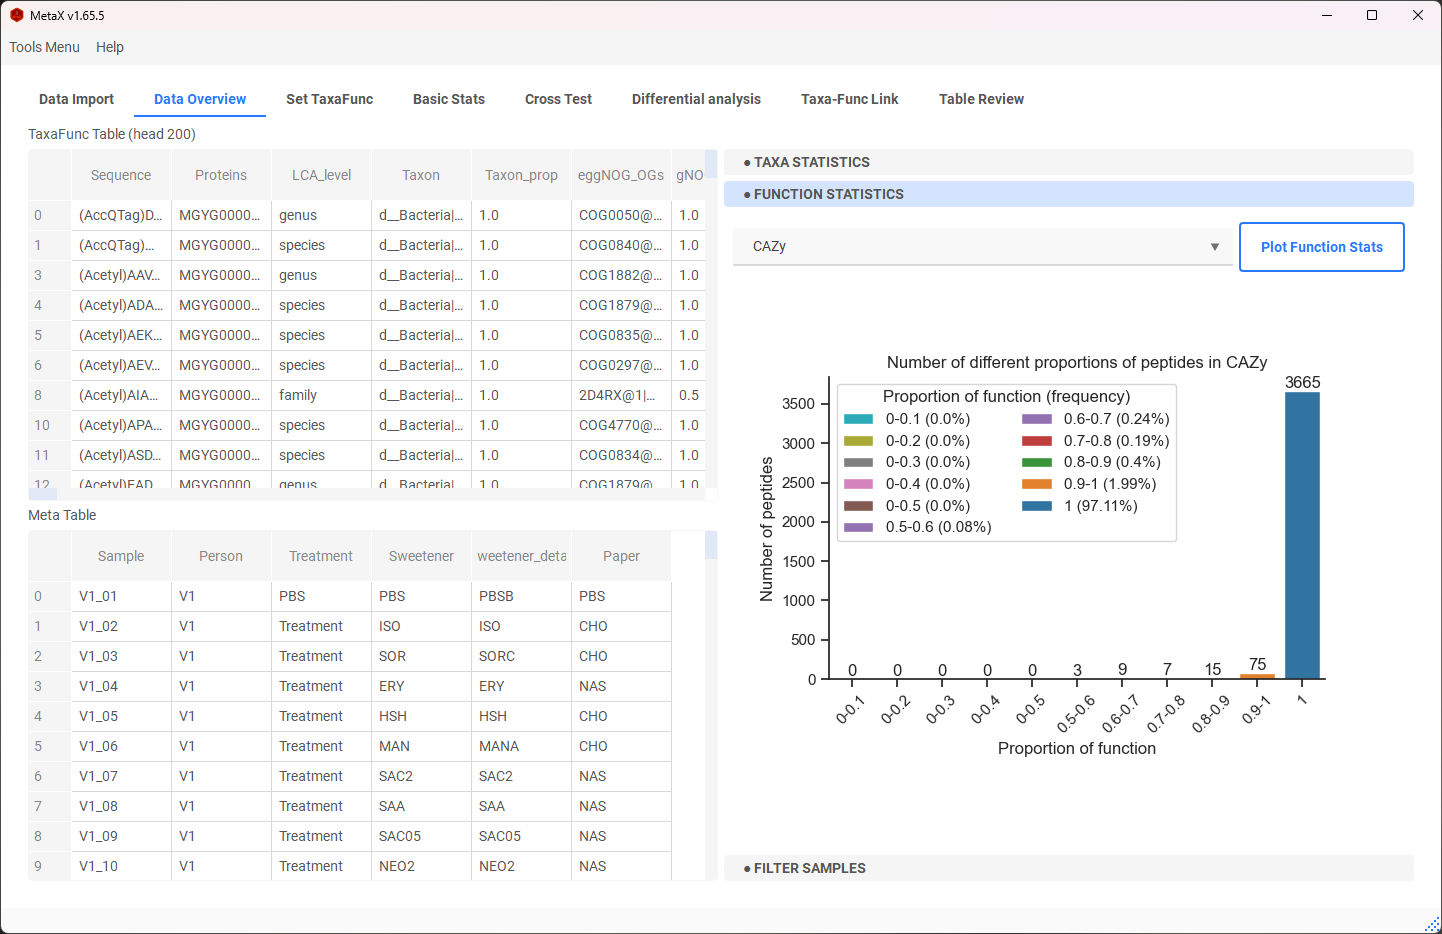 MetaX v1.65.5
Tools Menu Help
Data Import Data Overview Set TaxaFunc Basic Stats Cross Test Differential analysis Taxa-Func Link Table Review
TaxaFunc Table (head 200)
Sequence Proteins LCA_level Taxon Taxon_prop eggNOG_OGs gNO
0 (AccQTag)D... MGYG0000... genus d__Bacteria|... 1.0 COG0050@... 1.0
1 (AccQTag)... MGYG0000... species d__Bacteria|... 1.0 COG0840@... 1.0
3 (Acetyl)AAV... MGYG0000... genus d__Bacteria|... 1.0 COG1882@... 1.0
4 (Acetyl)ADA... MGYG0000... species d__Bacteria|... 1.0 COG1879@... 1.0
5 (Acetyl)AEK... MGYG0000... species d__Bacteria|... 1.0 COG0835@... 1.0
6 (Acetyl)AEV... MGYG0000... species d__Bacteria|... 1.0 COG0297@... 1.0
8 (Acetyl)AIA... MGYG0000... family d__Bacteria|... 1.0 2D4RX@1|... 0.5
10 (Acetyl)APA... MGYG0000... species d__Bacteria|... 1.0 COG4770@... 1.0
11 (Acetyl)ASD... MGYG0000... species d__Bacteria|... 1.0 COG0834@... 1.0
12 (Acetyl)EAD... MGYG0000... genus d__Bacteria|... 1.0 COG1879@... 1.0
Meta Table
Sample Person Treatment Sweetener weetener_deta Paper
0 V1_01 V1 PBS PBS PBSB PBS
1 V1_02 V1 Treatment ISO ISO CHO
2 V1_03 V1 Treatment SOR SORC CHO
3 V1_04 V1 Treatment ERY ERY NAS
4 V1_05 V1 Treatment HSH HSH CHO
5 V1_06 V1 Treatment MAN MANA CHO
6 V1_07 V1 Treatment SAC2 SAC2 NAS
7 V1_08 V1 Treatment SAA SAA NAS
8 V1_09 V1 Treatment SAC05 SAC05 NAS
9 V1_10 V1 Treatment NEO2 NEO2 NAS
● TAXA STATISTICS
● FUNCTION STATISTICS
CAZy ▼ Plot Function Stats
Number of different proportions of peptides in CAZy
Proportion of function (frequency)
0-0.1 (0.0%) 0.6-0.7 (0.24%)
0-0.2 (0.0%) 0.7-0.8 (0.19%)
0-0.3 (0.0%) 0.8-0.9 (0.4%)
0-0.4 (0.0%) 0.9-1 (1.99%)
0-0.5 (0.0%) 1 (97.11%)
0.5-0.6 (0.08%)
Number of peptides
3500
3000
2500
2000
1500
1000
500
0
0 0 0 0 0 3 9 7 15 75 3665
0-0.1 0-0.2 0-0.3 0-0.4 0-0.5 0.5-0.6 0.6-0.7 0.7-0.8 0.8-0.9 0.9-1 1
Proportion of function
● FILTER SAMPLES